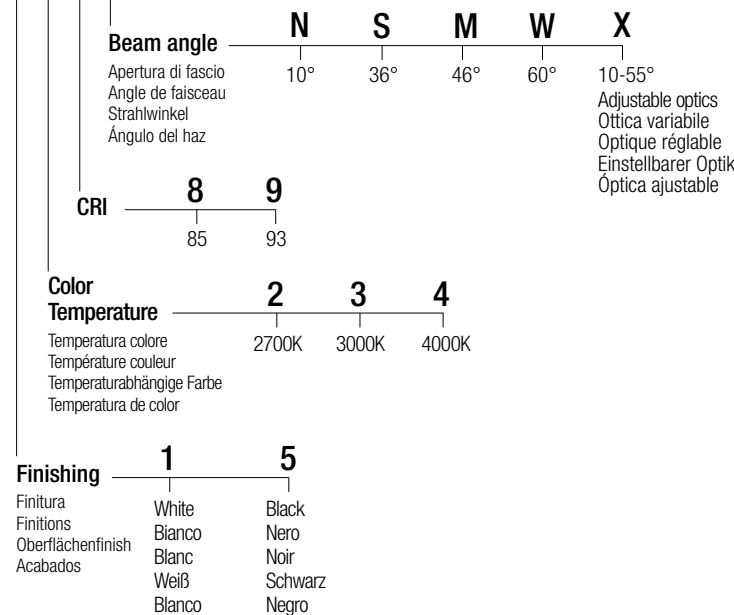 N S M W X
Beam angle
Apertura di fascio
Angle de faisceau
Strahlwinkel
Ángulo del haz
10° 36° 46° 60° 10-55°
Adjustable optics
Ottica variabile
Optique réglable
Einstellbarer Optik
Óptica ajustable
8 9
CRI
85 93
Color
Temperature
2 3 4
Temperatura colore
Température couleur
Temperaturabhängige Farbe
Temperatura de color
2700K 3000K 4000K
1 5
Finishing
Finitura
Finitions
Oberflächenfinish
Acabados
White
Bianco
Blanc
Weiß
Blanco
Black
Nero
Noir
Schwarz
Negro